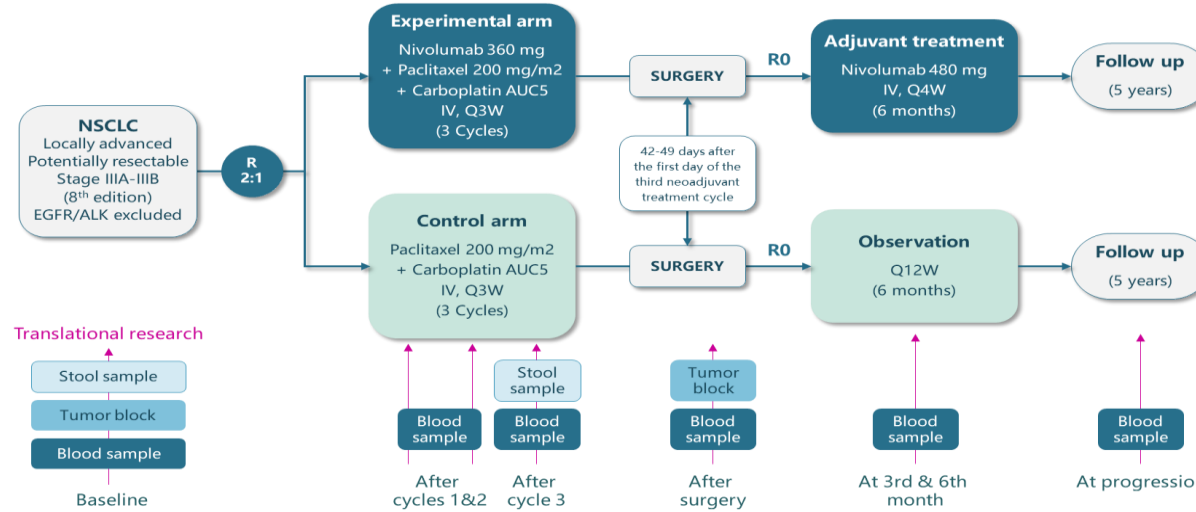 NSCLC
Locally advanced
Potentially resectable
Stage IIIA-IIIB
(8th edition)
EGFR/ALK excluded
R
2:1
Experimental arm
Nivolumab 360 mg
+ Paclitaxel 200 mg/m2
+ Carboplatin AUC5
IV, Q3W
(3 Cycles)
SURGERY
R0
Adjuvant treatment
Nivolumab 480 mg
IV, Q4W
(6 months)
Follow up
(5 years)
42-49 days after
the first day of the
third neoadjuvant
treatment cycle
Control arm
Paclitaxel 200 mg/m2
+ Carboplatin AUC5
IV, Q3W
(3 Cycles)
SURGERY
R0
Observation
Q12W
(6 months)
Follow up
(5 years)
Translational research
Stool sample
Tumor block
Blood sample
Baseline
Blood
sample
After
cycles 1&2
Stool
sample
Blood
sample
After
cycle 3
Tumor
block
Blood
sample
After
surgery
Blood
sample
At 3rd & 6th
month
Blood
sample
At progressio